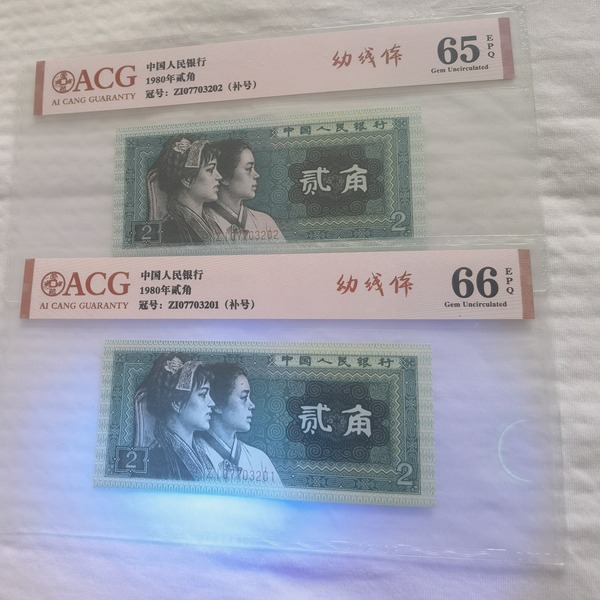 ACG
AI CANG GUARANTY
中国人民银行
1980年贰角
冠号：ZI07703202（补号）
幼线体
65
EPQ
Gem Uncirculated
中国人民银行
贰角
2
2
ZI07703202
ACG
AI CANG GUARANTY
中国人民银行
1980年贰角
冠号：ZI07703201（补号）
幼线体
66
EPQ
Gem Uncirculated
中国人民银行
贰角
2
2
ZI07703201